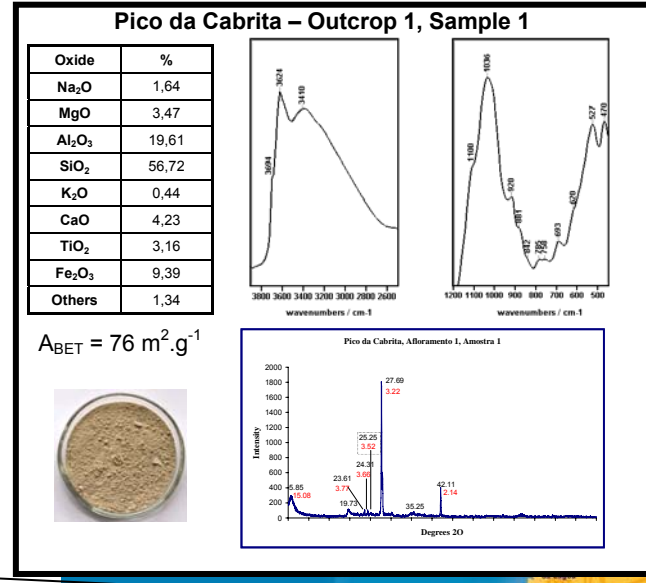 Pico da Cabrita – Outcrop 1, Sample 1
Oxide %
Na₂O 1,64
MgO 3,47
Al₂O₃ 19,61
SiO₂ 56,72
K₂O 0,44
CaO 4,23
TiO₂ 3,16
Fe₂O₃ 9,39
Others 1,34
A_BET = 76 m².g⁻¹
3694
3624
3410
3800 3600 3400 3200 3000 2800 2600
wavenumbers / cm-1
1100
1036
920
881
842
785
758
693
620
527
470
1200 1100 1000 900 800 700 600 500
wavenumbers / cm-1
Pico da Cabrita, Afloramento 1, Amostra 1
Intensity
2000
1800
1600
1400
1200
1000
800
600
400
200
0
5.85
15.08
19.73
23.61
3.77
24.31
3.66
25.25
3.52
27.69
3.22
35.25
42.11
2.14
Degrees 2O